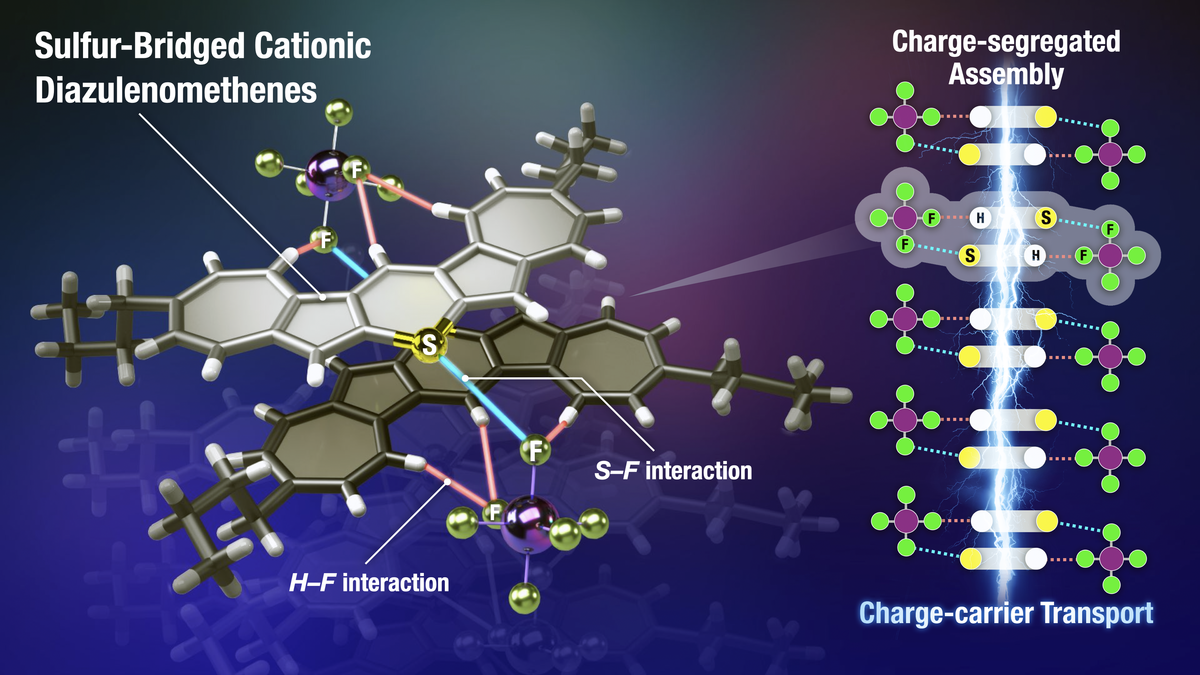 Sulfur-Bridged Cationic
Diazulenomethenes
F
F
S
F
F
S–F interaction
H–F interaction
Charge-segregated
Assembly
F
H
S
F
F
S
H
F
Charge-carrier Transport